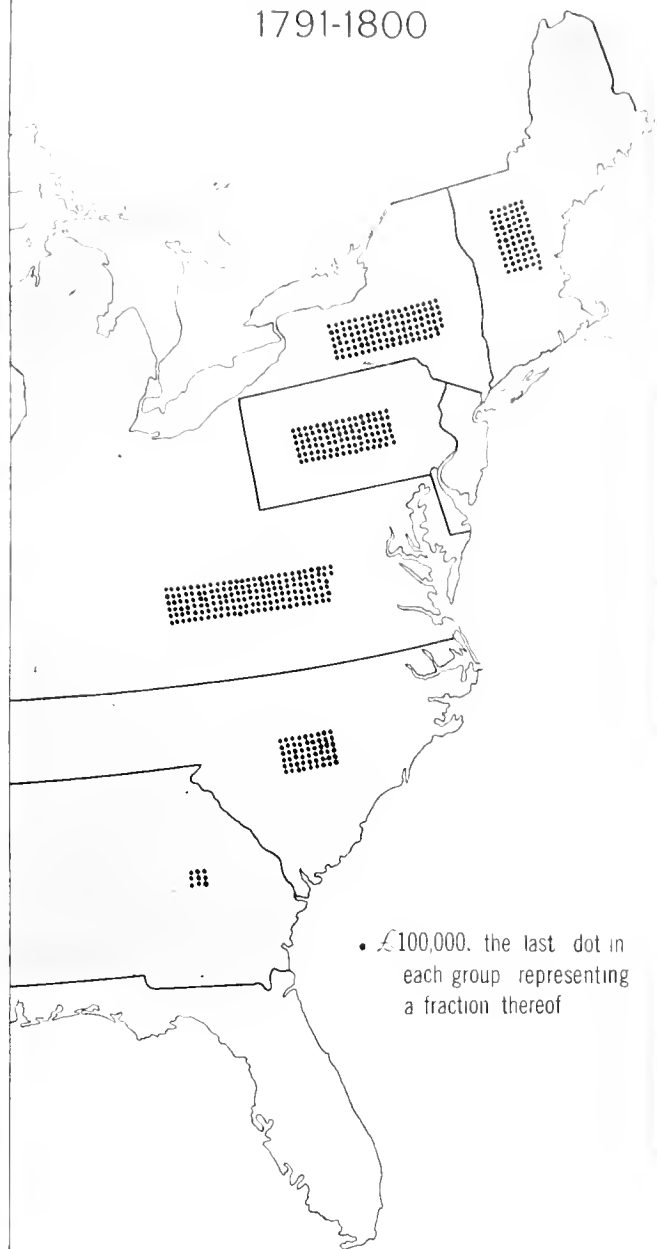 1791-1800
• £100,000. the last dot in
each group representing
a fraction thereof